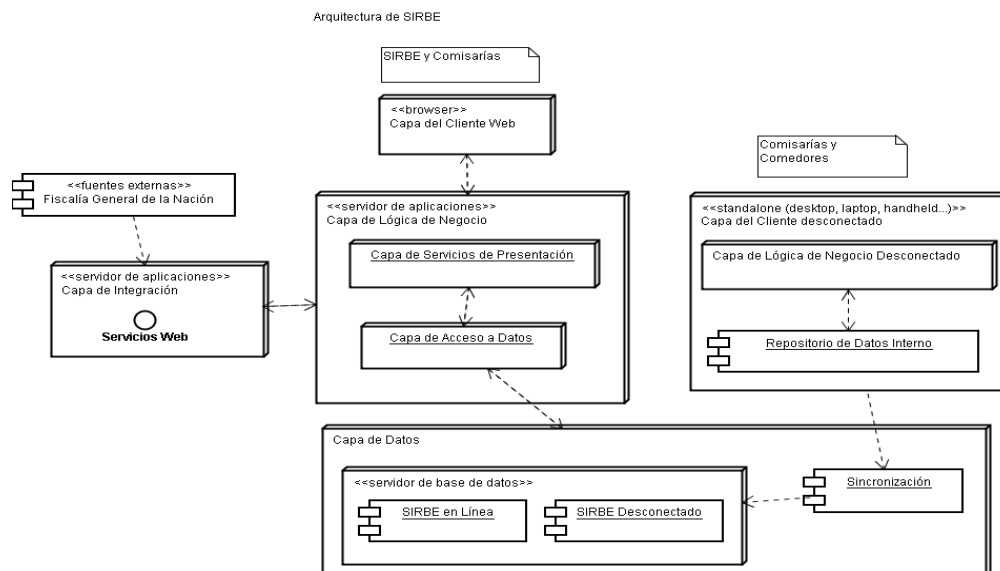 Arquitectura de SIRBE
SIRBE y Comisarías
<<browser>>
Capa del Cliente Web
Comisarías y
Comedores
<<fuentes externas>>
Fiscalía General de la Nación
<<servidor de aplicaciones>>
Capa de Lógica de Negocio
<<standalone (desktop, laptop, handheld...)>>
Capa del Cliente desconectado
Capa de Servicios de Presentación
Capa de Lógica de Negocio Desconectado
<<servidor de aplicaciones>>
Capa de Integración
Servicios Web
Capa de Acceso a Datos
Repositorio de Datos Interno
Capa de Datos
<<servidor de base de datos>>
Sincronización
SIRBE en Línea
SIRBE Desconectado